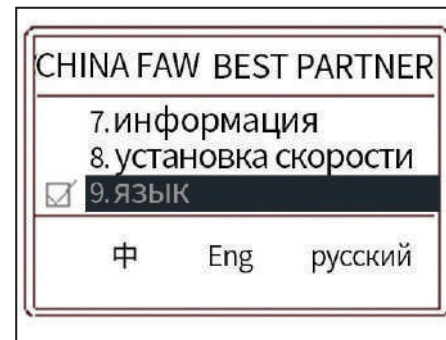 CHINA FAW BEST PARTNER
7.информация
8.установка скорости
9.язык
中 Eng русский